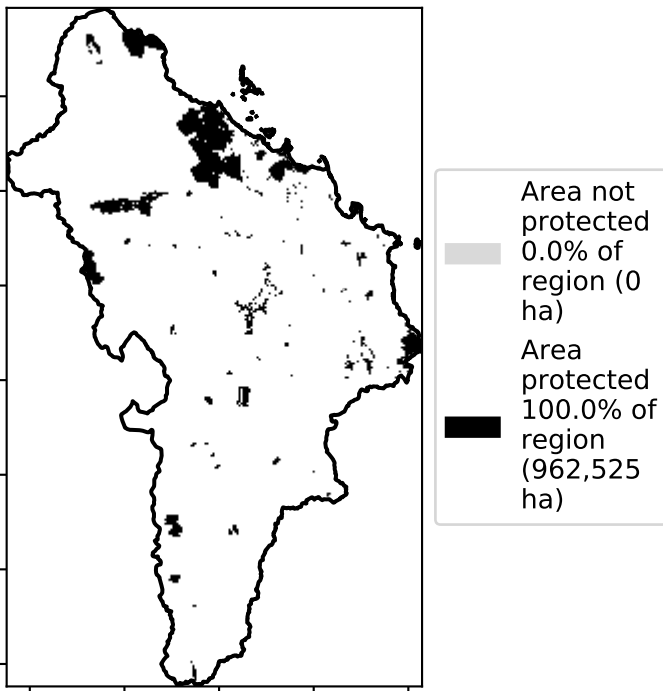 Area not
protected
0.0% of
region (0
ha)
Area
protected
100.0% of
region
(962,525
ha)